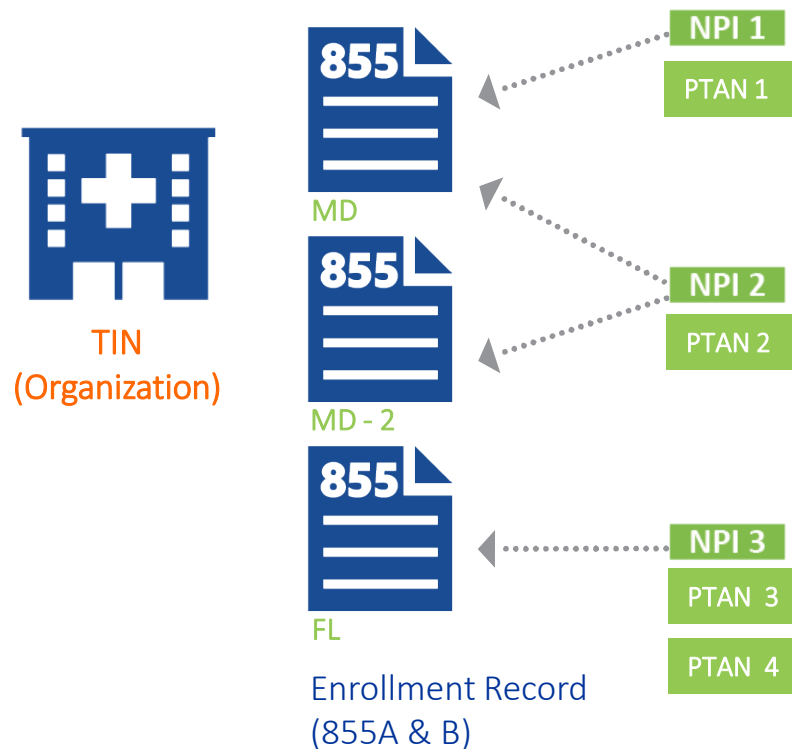 TIN
(Organization)
855
MD
855
MD - 2
855
FL
Enrollment Record
(855A & B)
NPI 1
PTAN 1
NPI 2
PTAN 2
NPI 3
PTAN 3
PTAN 4